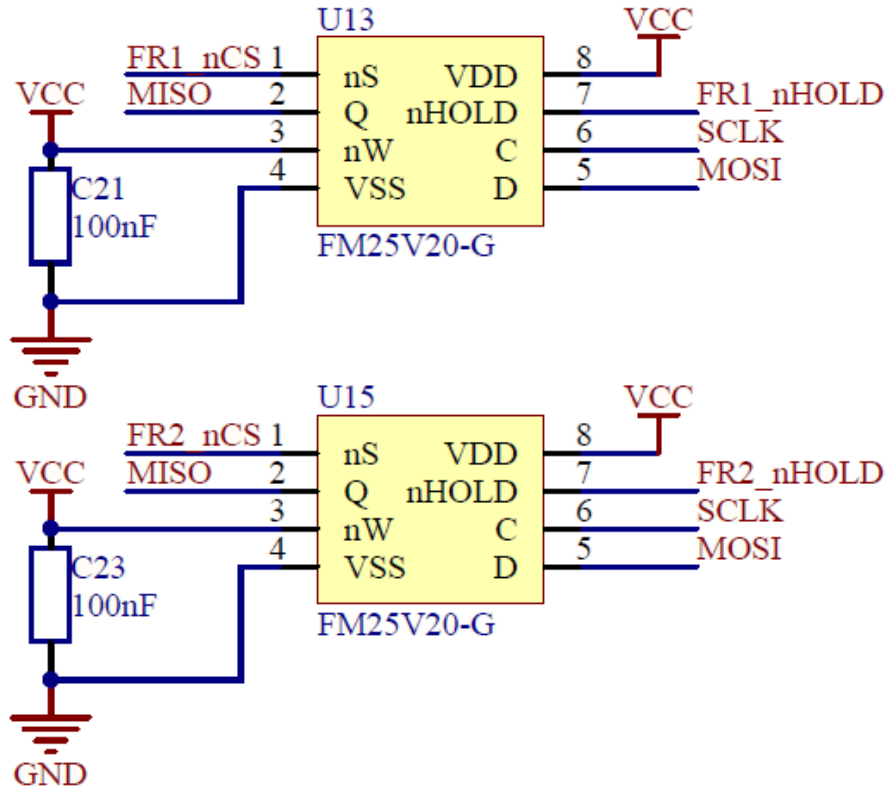 U13
VCC
FR1_nCS 1 nS VDD 8
VCC MISO 2 Q nHOLD 7 FR1_nHOLD
3 nW C 6 SCLK
4 VSS D 5 MOSI
C21
100nF
FM25V20-G
GND
U15
VCC
FR2_nCS 1 nS VDD 8
VCC MISO 2 Q nHOLD 7 FR2_nHOLD
3 nW C 6 SCLK
4 VSS D 5 MOSI
C23
100nF
FM25V20-G
GND